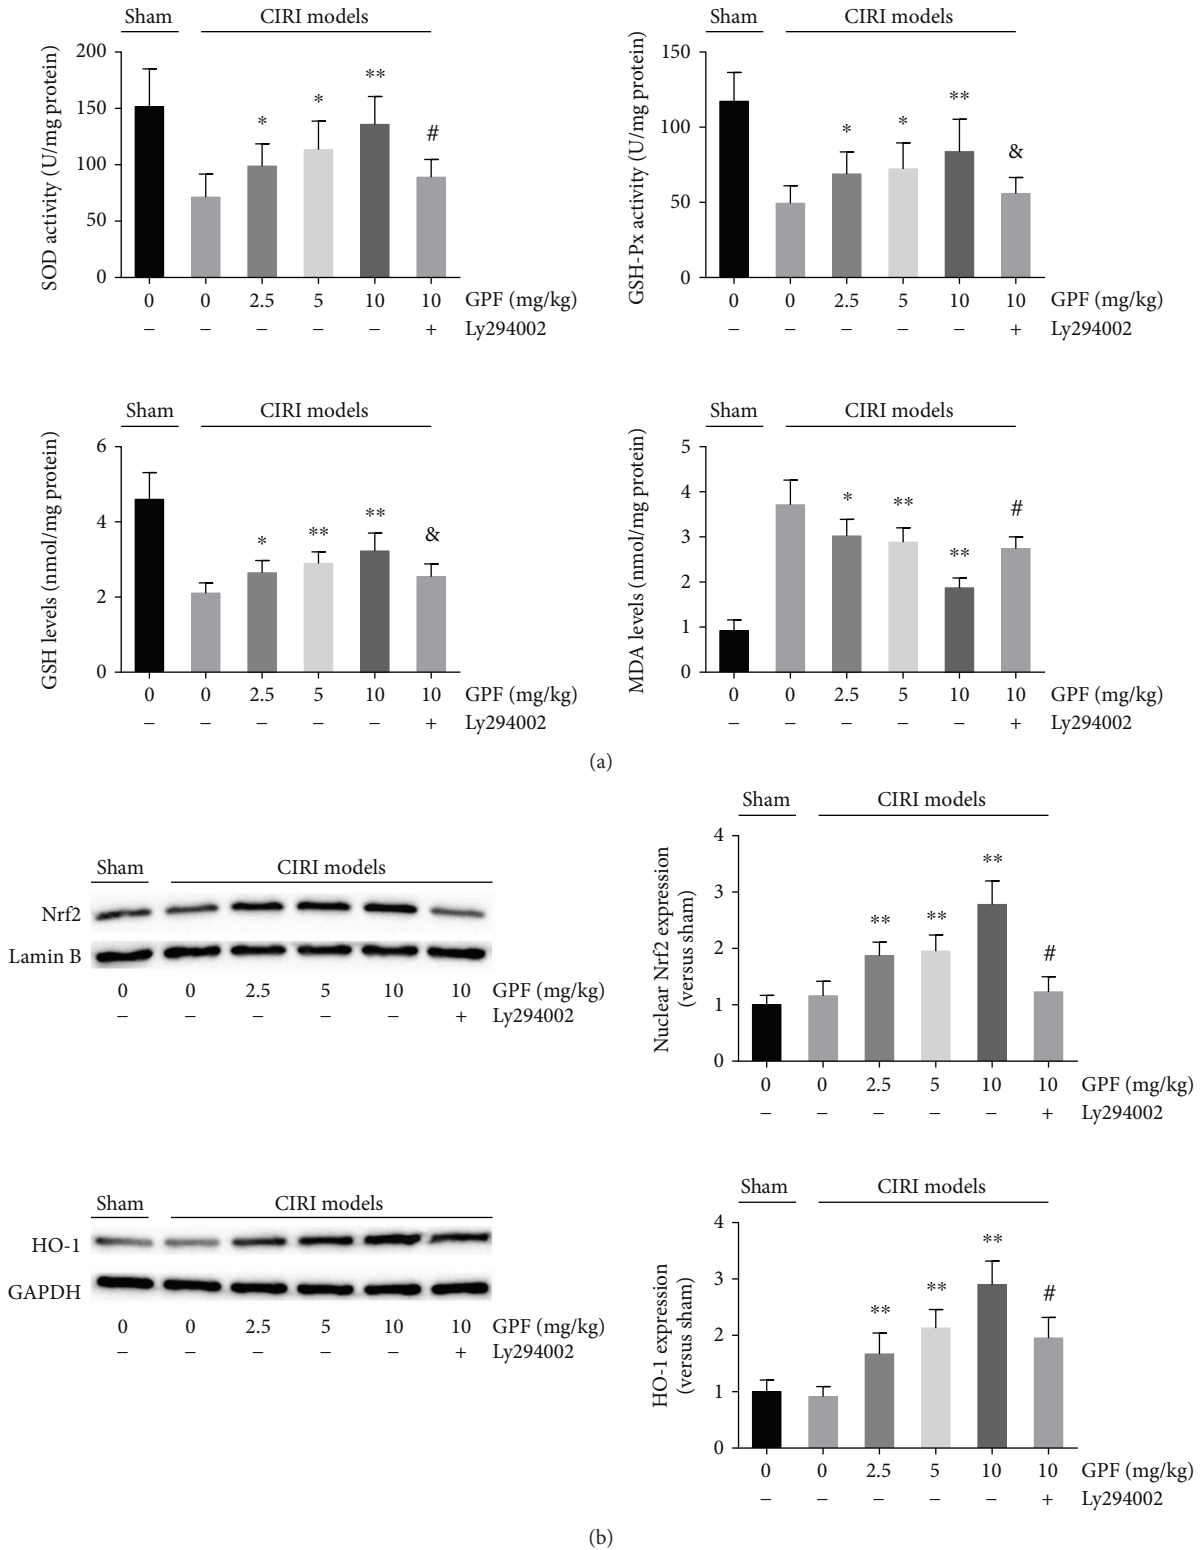 Sham CIRI models
SOD activity (U/mg protein)
200
150
100
50
0
* * ** #
0 0 2.5 5 10 10 GPF (mg/kg)
− − − − − + Ly294002
Sham CIRI models
GSH-Px activity (U/mg protein)
150
100
50
0
* * ** &
0 0 2.5 5 10 10 GPF (mg/kg)
− − − − − + Ly294002
Sham CIRI models
GSH levels (nmol/mg protein)
6
4
2
0
* ** ** &
0 0 2.5 5 10 10 GPF (mg/kg)
− − − − − + Ly294002
Sham CIRI models
MDA levels (nmol/mg protein)
5
4
3
2
1
0
* ** ** #
0 0 2.5 5 10 10 GPF (mg/kg)
− − − − − + Ly294002
(a)
Sham CIRI models
Nrf2
Lamin B
0 0 2.5 5 10 10 GPF (mg/kg)
− − − − − + Ly294002
Sham CIRI models
Nuclear Nrf2 expression
(versus sham)
4
3
2
1
0
** ** ** #
0 0 2.5 5 10 10 GPF (mg/kg)
− − − − − + Ly294002
Sham CIRI models
HO-1
GAPDH
0 0 2.5 5 10 10 GPF (mg/kg)
− − − − − + Ly294002
Sham CIRI models
HO-1 expression
(versus sham)
4
3
2
1
0
** ** ** #
0 0 2.5 5 10 10 GPF (mg/kg)
− − − − − + Ly294002
(b)